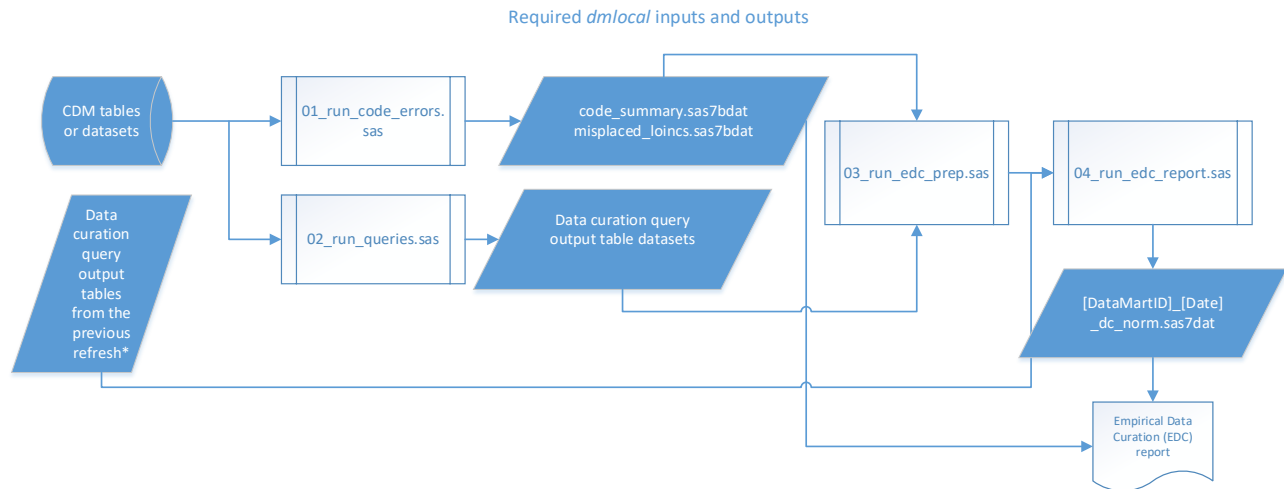 Required dmlocal inputs and outputs
CDM tables
or datasets
01_run_code_errors.
sas
code_summary.sas7bdat
misplaced_loincs.sas7bdat
03_run_edc_prep.sas
04_run_edc_report.sas
Data
curation
query
output
tables
from the
previous
refresh*
02_run_queries.sas
Data curation query
output table datasets
[DataMartID]_[Date]
_dc_norm.sas7dat
Empirical Data
Curation (EDC)
report